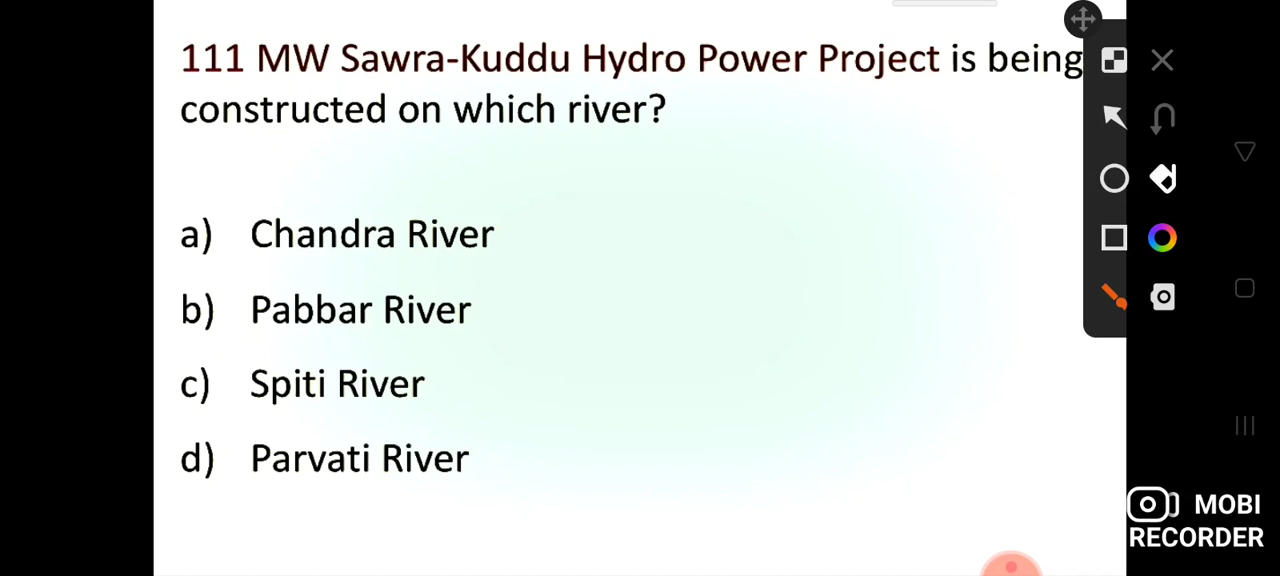 111 MW Sawra-Kuddu Hydro Power Project is being
constructed on which river?
a) Chandra River
b) Pabbar River
c) Spiti River
d) Parvati River
MOBI
RECORDER